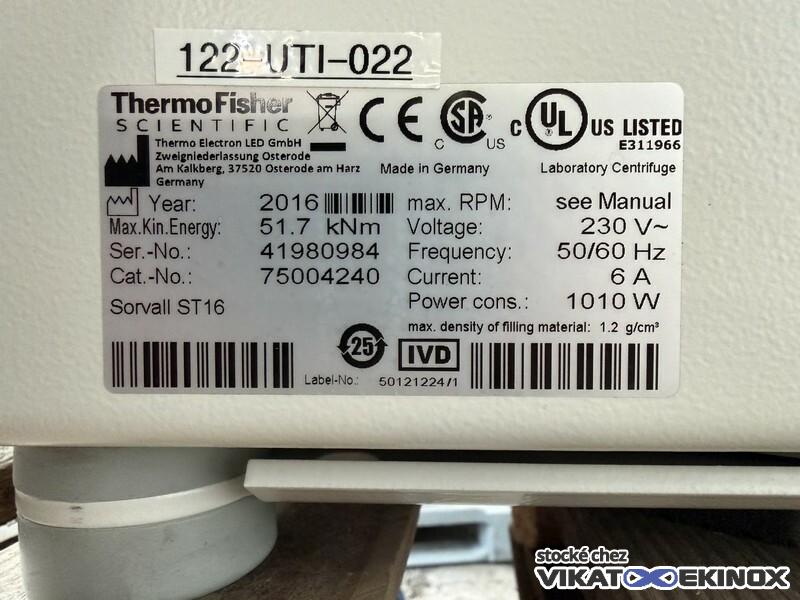 122-UTI-022
ThermoFisher
SCIENTIFIC
CE
C SA US
C UL US LISTED
E311966
Thermo Electron LED GmbH
Zweigniederlassung Osterode
Am Kalkberg, 37520 Osterode am Harz
Germany
Made in Germany
Laboratory Centrifuge
Year: 2016
Max.Kin.Energy: 51.7 kNm
Ser.-No.: 41980984
Cat.-No.: 75004240
Sorvall ST16
max. RPM: see Manual
Voltage: 230 V~
Frequency: 50/60 Hz
Current: 6 A
Power cons.: 1010 W
max. density of filling material: 1.2 g/cm³
25
IVD
Label-No.: 50121224/1
stocké chez
VIKATOOEKINOX